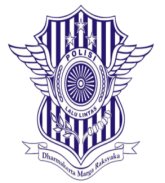 POLISI
LALU LINTAS
Dharmakerta Marga Raksyaka